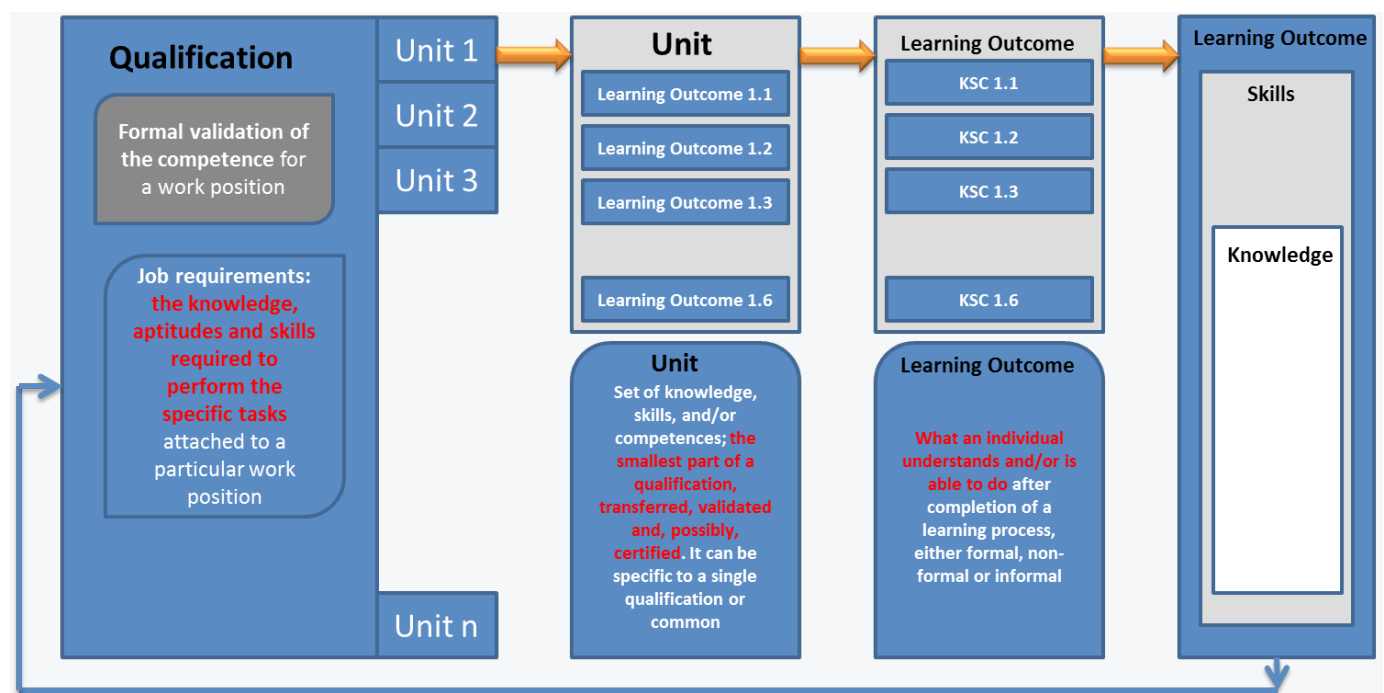 Qualification
Formal validation of
the competence for
a work position
Job requirements:
the knowledge,
aptitudes and skills
required to
perform the
specific tasks
attached to a
particular work
position
Unit 1
Unit 2
Unit 3
Unit n
Unit
Learning Outcome 1.1
Learning Outcome 1.2
Learning Outcome 1.3
Learning Outcome 1.6
Unit
Set of knowledge,
skills, and/or
competences; the
smallest part of a
qualification,
transferred, validated
and, possibly,
certified. It can be
specific to a single
qualification or
common
Learning Outcome
KSC 1.1
KSC 1.2
KSC 1.3
KSC 1.6
Learning Outcome
What an individual
understands and/or is
able to do after
completion of a
learning process,
either formal, non-
formal or informal
Learning Outcome
Skills
Knowledge